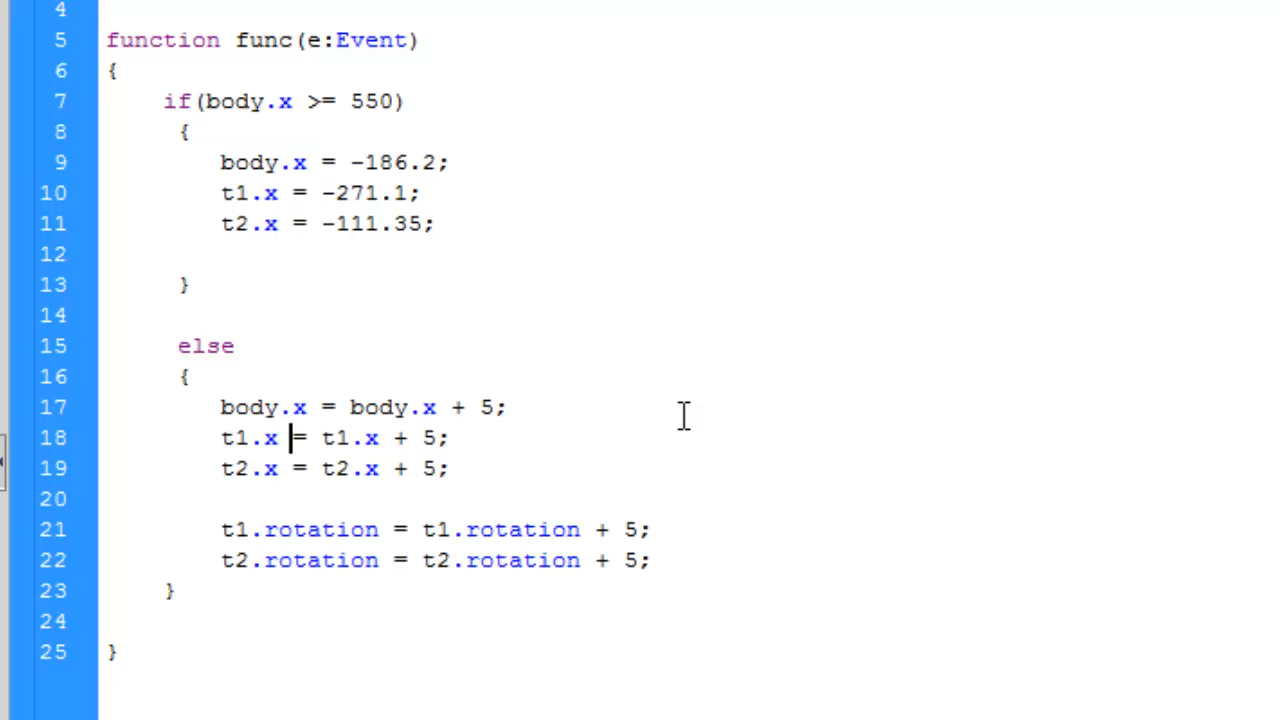 4
5 function func(e:Event)
6 {
7 if(body.x >= 550)
8 {
9 body.x = -186.2;
10 t1.x = -271.1;
11 t2.x = -111.35;
12
13 }
14
15 else
16 {
17 body.x = body.x + 5;
18 t1.x = t1.x + 5;
19 t2.x = t2.x + 5;
20
21 t1.rotation = t1.rotation + 5;
22 t2.rotation = t2.rotation + 5;
23 }
24
25 }